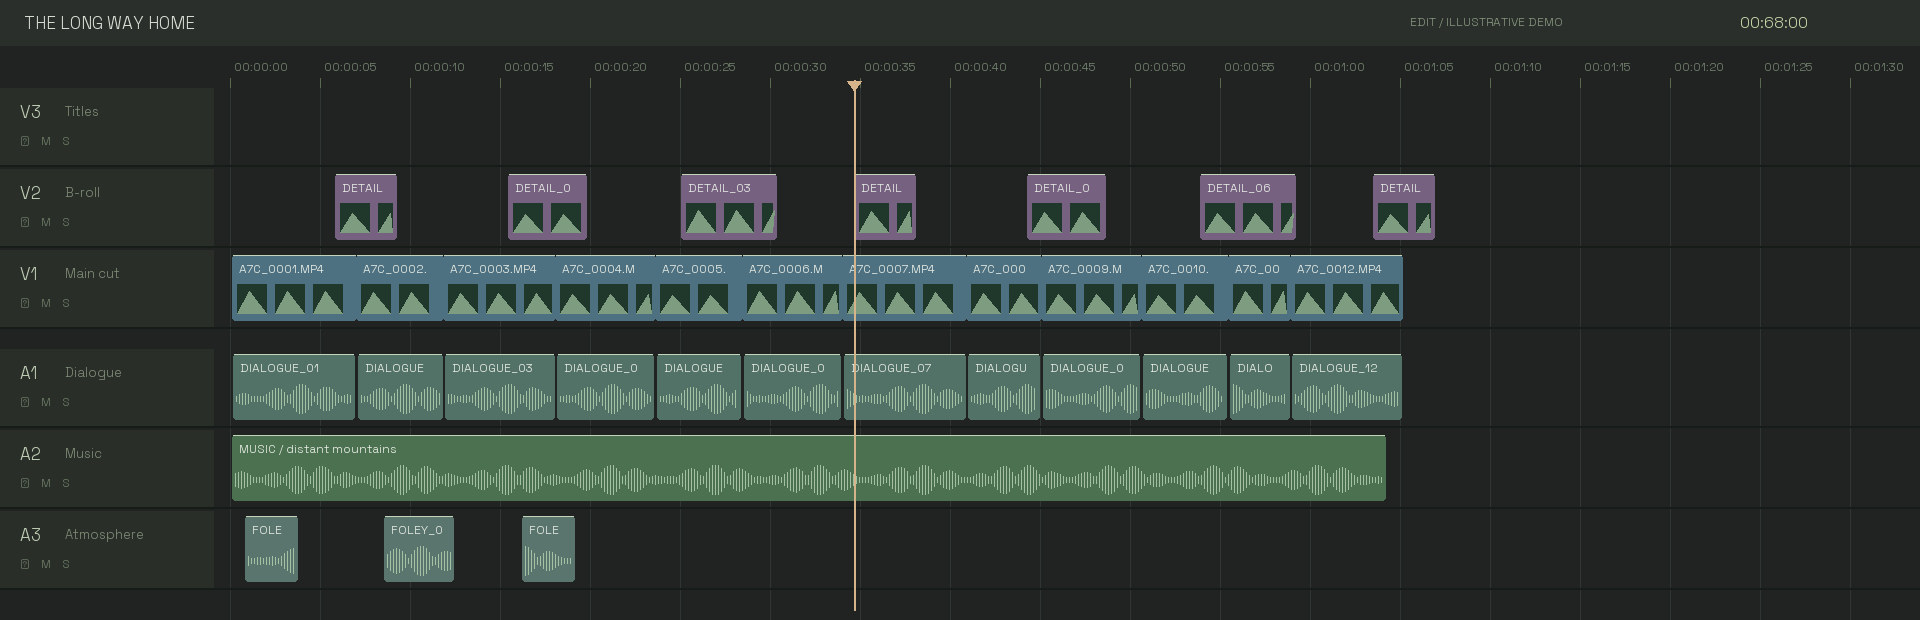 THE LONG WAY HOME
EDIT / ILLUSTRATIVE DEMO
00:68:00
00:00:00 00:00:05 00:00:10 00:00:15 00:00:20 00:00:25 00:00:30 00:00:35 00:00:40 00:00:45 00:00:50 00:00:55 00:01:00 00:01:05 00:01:10 00:01:15 00:01:20 00:01:25 00:01:30
V3 Titles
M S
V2 B-roll
M S
DETAIL DETAIL_0 DETAIL_03 DETAIL DETAIL_0 DETAIL_06 DETAIL
V1 Main cut
M S
A7C_0001.MP4 A7C_0002. A7C_0003.MP4 A7C_0004.M A7C_0005. A7C_0006.M A7C_0007.MP4 A7C_000 A7C_0009.M A7C_0010. A7C_00 A7C_0012.MP4
A1 Dialogue
M S
DIALOGUE_01 DIALOGUE DIALOGUE_03 DIALOGUE_0 DIALOGUE DIALOGUE_0 DIALOGUE_07 DIALOGU DIALOGUE_0 DIALOGUE DIALO DIALOGUE_12
A2 Music
M S
MUSIC / distant mountains
A3 Atmosphere
M S
FOLE FOLEY_0 FOLE